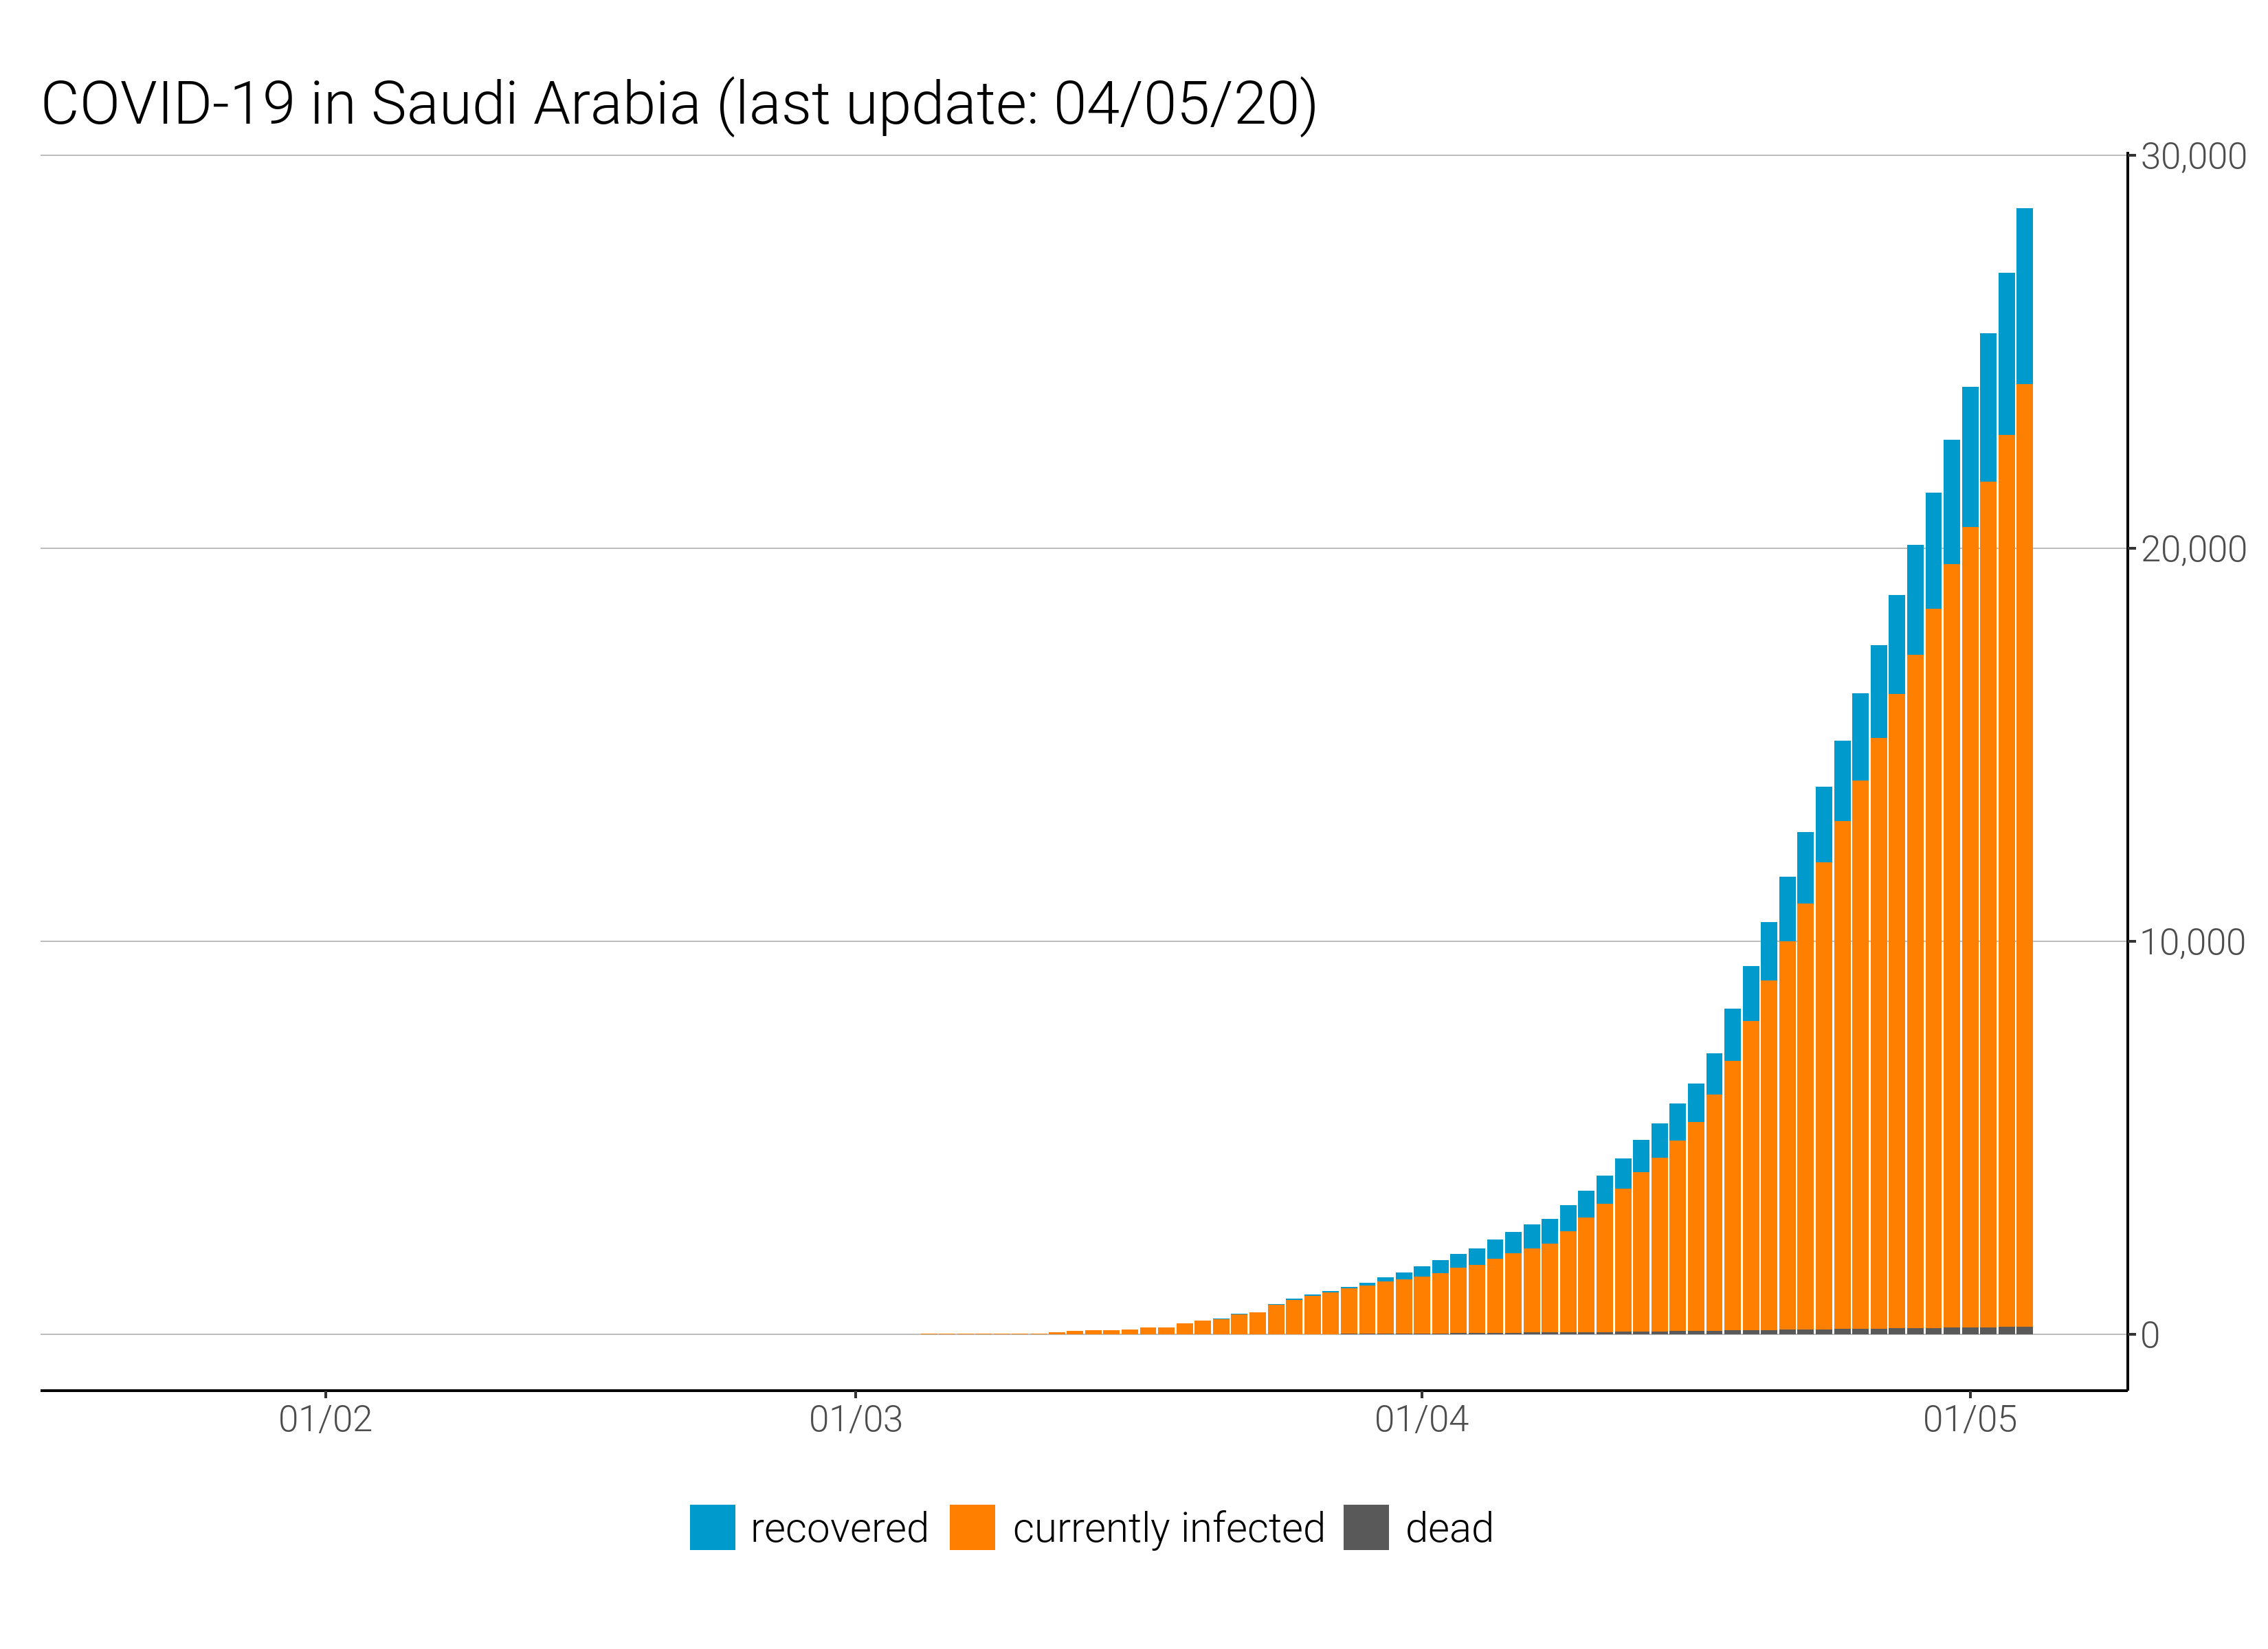 COVID-19 in Saudi Arabia (last update: 04/05/20)
30,000
20,000
10,000
0
01/02 01/03 01/04 01/05
recovered currently infected dead